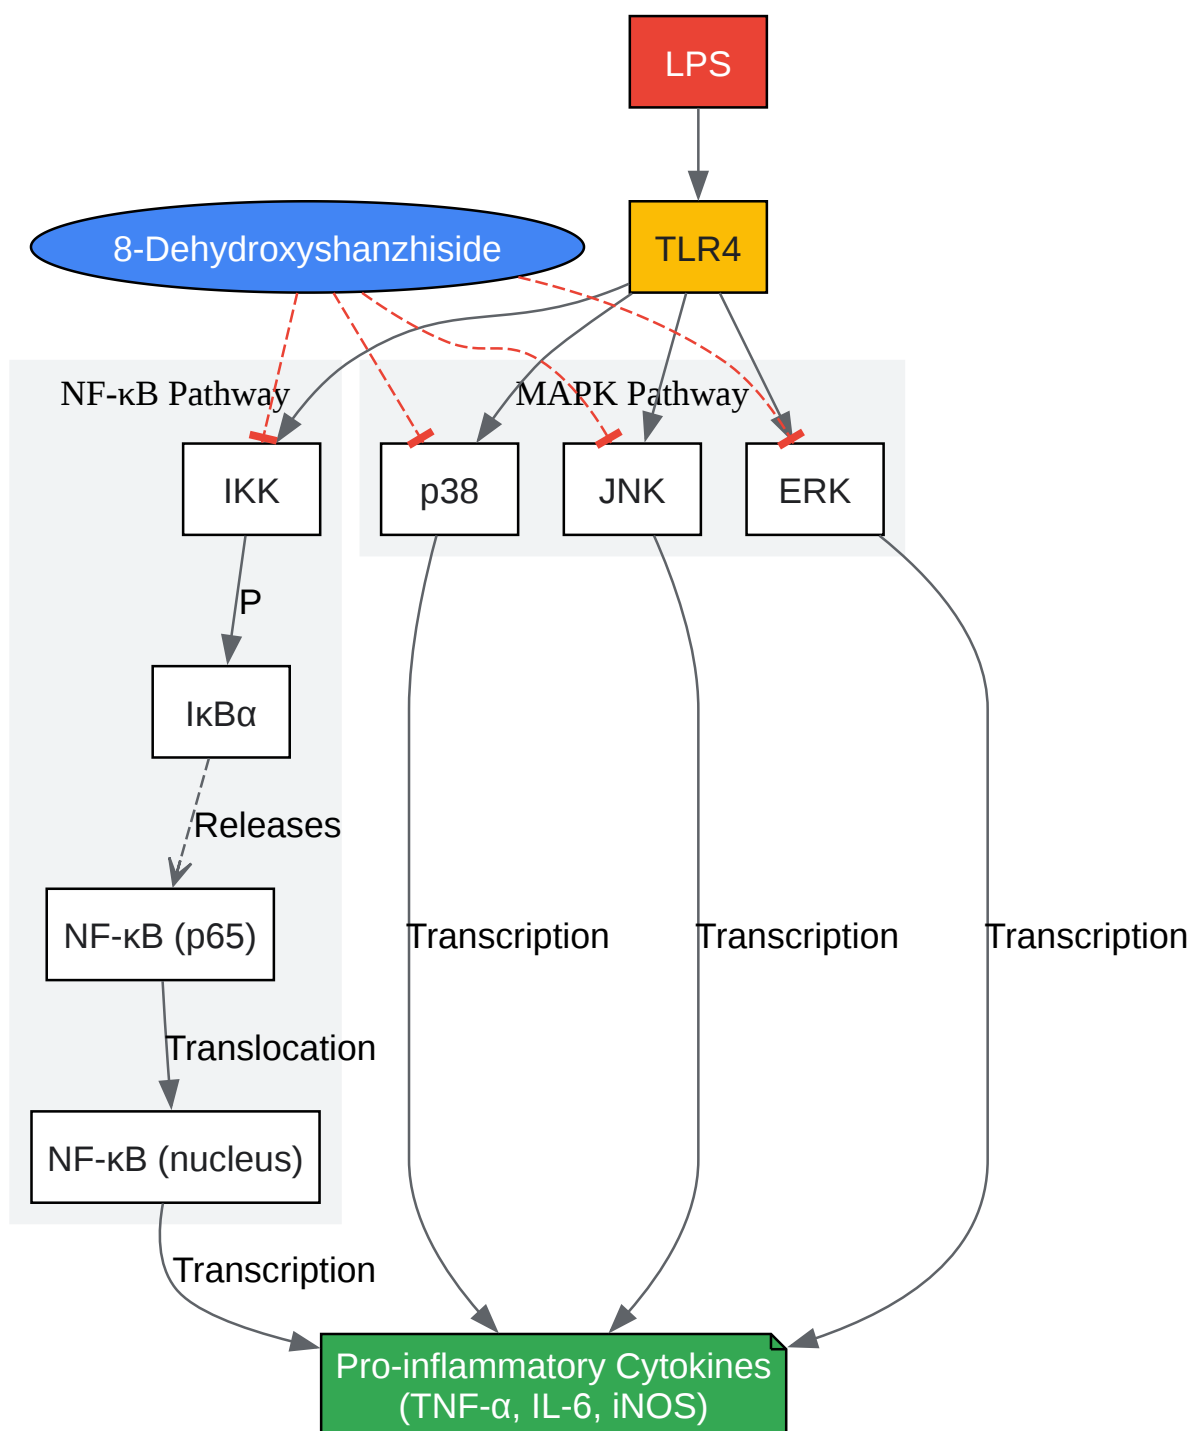 LPS
8-Dehydroxyshanzhiside
TLR4
NF-κB Pathway
MAPK Pathway
IKK
p38
JNK
ERK
P
IκBα
Releases
NF-κB (p65)
Transcription
Transcription
Transcription
Translocation
NF-κB (nucleus)
Transcription
Pro-inflammatory Cytokines
(TNF-α, IL-6, iNOS)